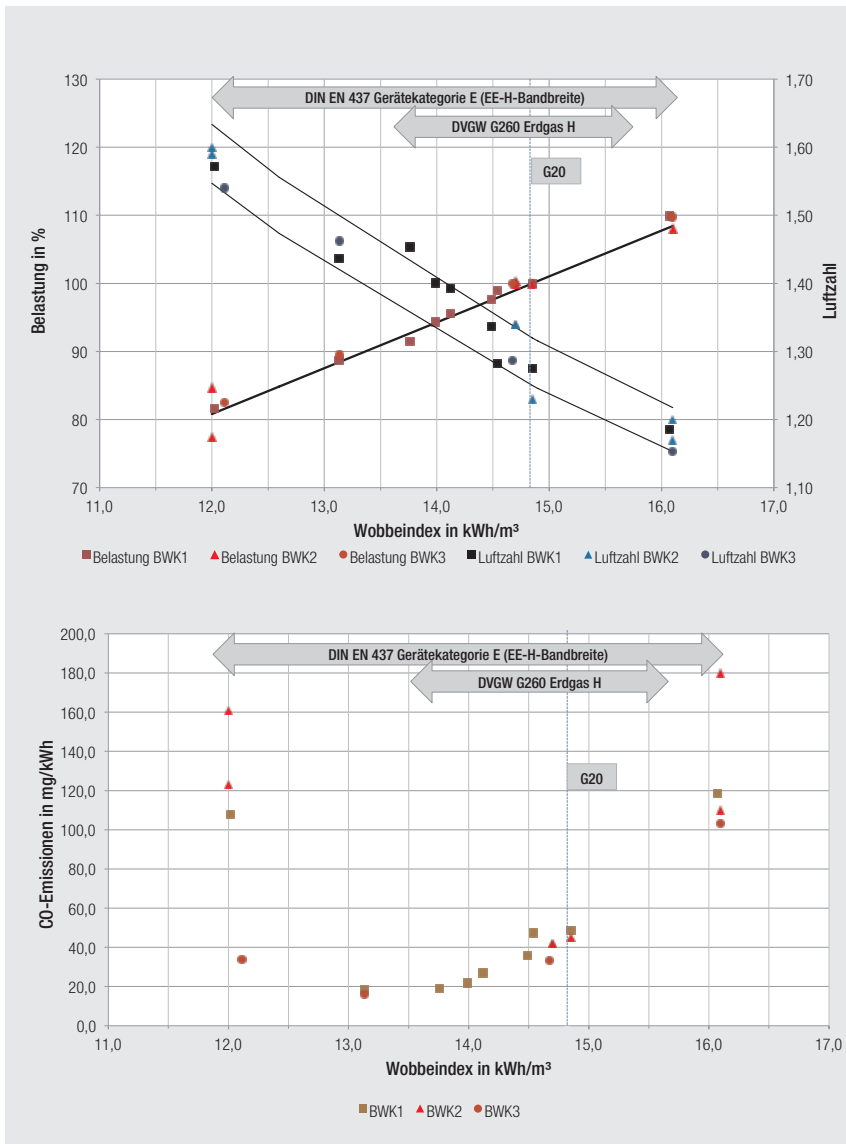 130
120
110
100
90
80
70
Belastung in %
1,70
1,60
1,50
1,40
1,30
1,20
1,10
Luftzahl
DIN EN 437 Gerätekategorie E (EE-H-Bandbreite)
DVGW G260 Erdgas H
G20
11,0 12,0 13,0 14,0 15,0 16,0 17,0
Wobbeindex in kWh/m³
Belastung BWK1 Belastung BWK2 Belastung BWK3 Luftzahl BWK1 Luftzahl BWK2 Luftzahl BWK3
200,0
180,0
160,0
140,0
120,0
100,0
80,0
60,0
40,0
20,0
0,0
CO-Emissionen in mg/kWh
DIN EN 437 Gerätekategorie E (EE-H-Bandbreite)
DVGW G260 Erdgas H
G20
11,0 12,0 13,0 14,0 15,0 16,0 17,0
Wobbeindex in kWh/m³
BWK1 BWK2 BWK3